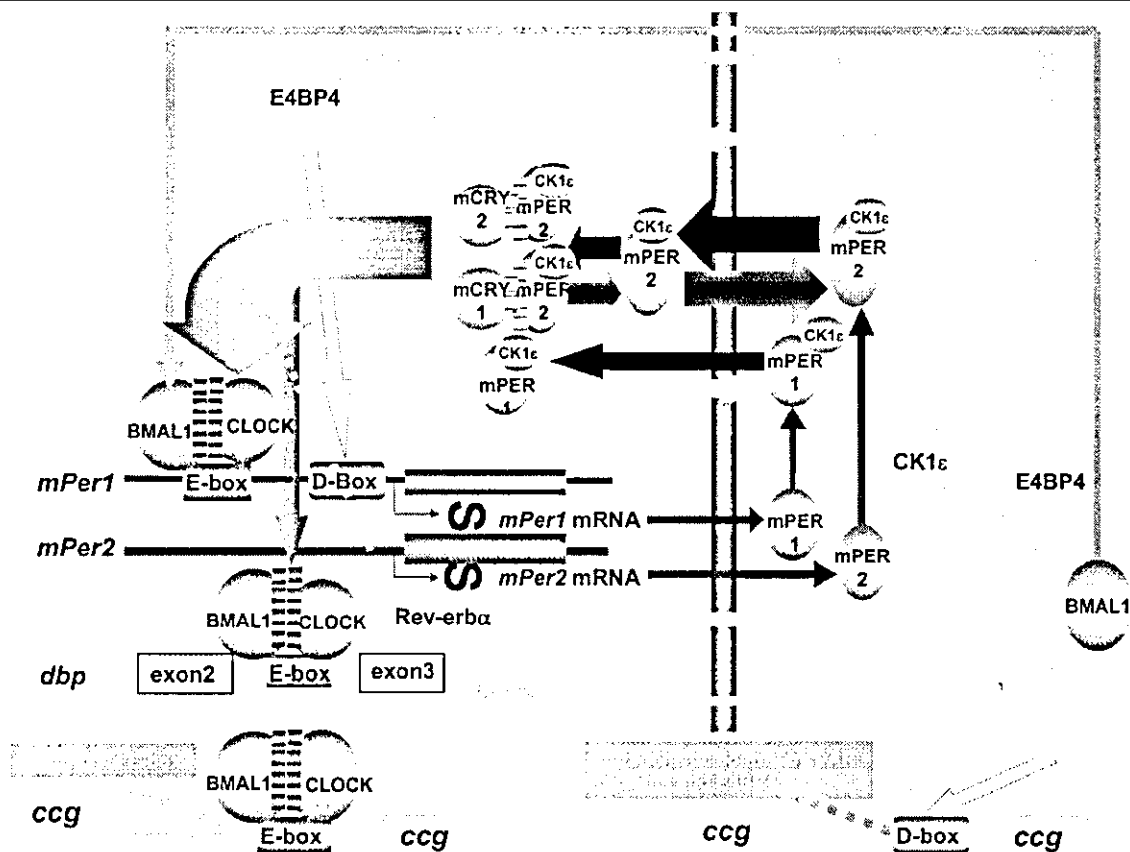 E4BP4
CK1ε
mCRY
2
mPER
2
CK1ε
mCRY
1
mPER
2
CK1ε
mPER
2
CK1ε
mPER
2
CK1ε
mPER
1
CK1ε
mPER
1
BMAL1
CLOCK
E-box
D-Box
mPer1
mPer1 mRNA
mPER
1
CK1ε
E4BP4
mPer2
mPer2 mRNA
mPER
2
BMAL1
BMAL1
CLOCK
Rev-erbα
dbp
exon2
E-box
exon3
BMAL1
CLOCK
ccg
E-box
ccg
ccg
D-box
ccg